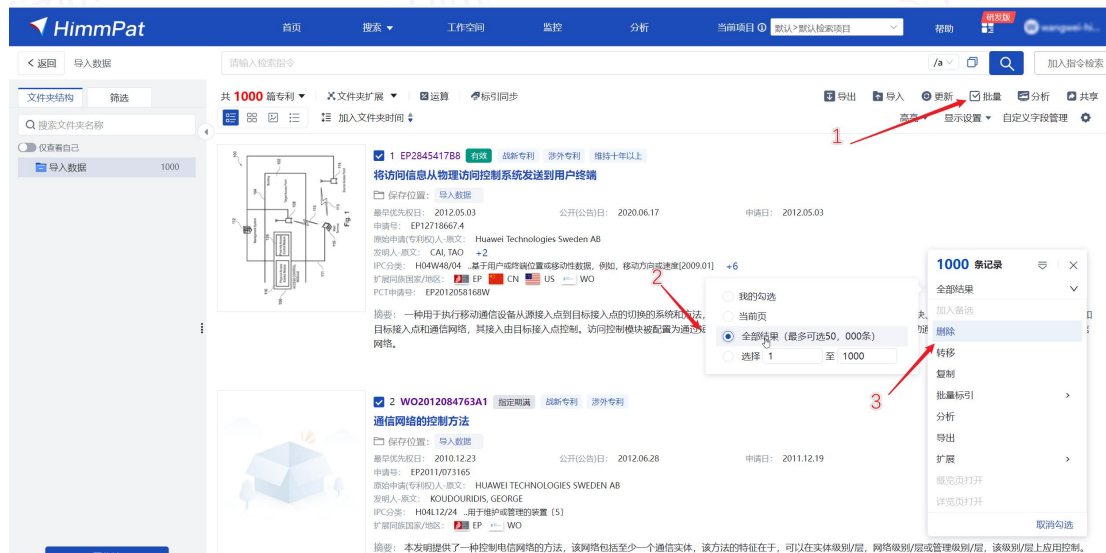 HimmPat 首页 搜索 工作空间 监控 分析 当前项目 默认>默认检索项目 帮助 研发版
返回 导入数据 请输入检索指令 /a 加入指令检索
文件夹结构 筛选 共 1000 篇专利 文件夹扩展 运算 标引同步 导出 导入 更新 批量 分析 共享
搜索文件夹名称 加入文件夹时间 高亮 显示设置 自定义字段管理
1
仅查看自己
导入数据 1000
1 EP2845417B8 有效 战新专利 涉外专利 维持十年以上
将访问信息从物理访问控制系统发送到用户终端
保存位置: 导入数据
最早优先权日: 2012.05.03 公开(公告)日: 2020.06.17 申请日: 2012.05.03
申请号: EP12718667.4
原始申请(专利权)人-原文: Huawei Technologies Sweden AB
发明人-原文: CAI, TAO +2
IPC分类: H04W48/04 ..基于用户或终端位置或移动性数据，例如，移动方向或速度[2009.01] +6
扩展同族国家/地区: EP CN US WO
PCT申请号: EP2012058168W
摘要: 一种用于执行移动通信设备从源接入点到目标接入点的切换的系统和方法,
目标接入点和通信网络，其接入由目标接入点控制。访问控制模块被配置为通过
网络。
Fig. 1
2
我的勾选
当前页
全部结果（最多可选50，000条）
选择 1 至 1000
1000 条记录
全部结果
加入备选
删除
转移
复制
批量标引
分析
导出
扩展
概览页打开
详览页打开
取消勾选
3
2 WO2012084763A1 指定期满 战新专利 涉外专利
通信网络的控制方法
保存位置: 导入数据
最早优先权日: 2010.12.23 公开(公告)日: 2012.06.28 申请日: 2011.12.19
申请号: EP2011/073165
原始申请(专利权)人-原文: HUAWEI TECHNOLOGIES SWEDEN AB
发明人-原文: KOUDOURIDIS, GEORGE
IPC分类: H04L12/24 ..用于维护或管理的装置〔5〕
扩展同族国家/地区: EP WO
摘要: 本发明提供了一种控制电信网络的方法，该网络包括至少一个通信实体，该方法的特征在于，可以在实体级别/层，网络级别/层或管理级别/层，该级别/层上应用控制。